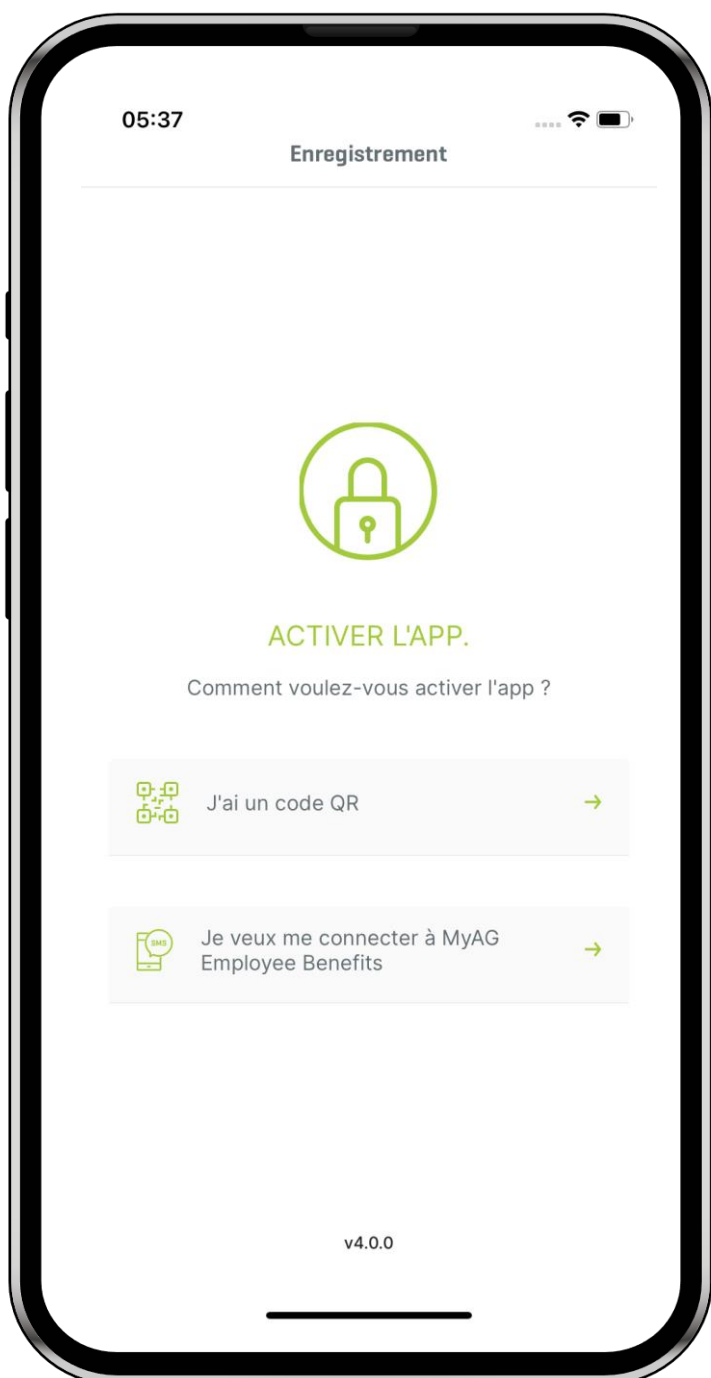 05:37
Enregistrement
ACTIVER L'APP.
Comment voulez-vous activer l'app ?
J'ai un code QR
SMS
Je veux me connecter à MyAG
Employee Benefits
v4.0.0